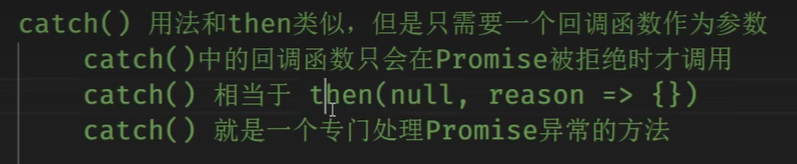 catch() 用法和then类似，但是只需要一个回调函数作为参数
catch()中的回调函数只会在Promise被拒绝时才调用
catch() 相当于 then(null, reason => {})
catch() 就是一个专门处理Promise异常的方法